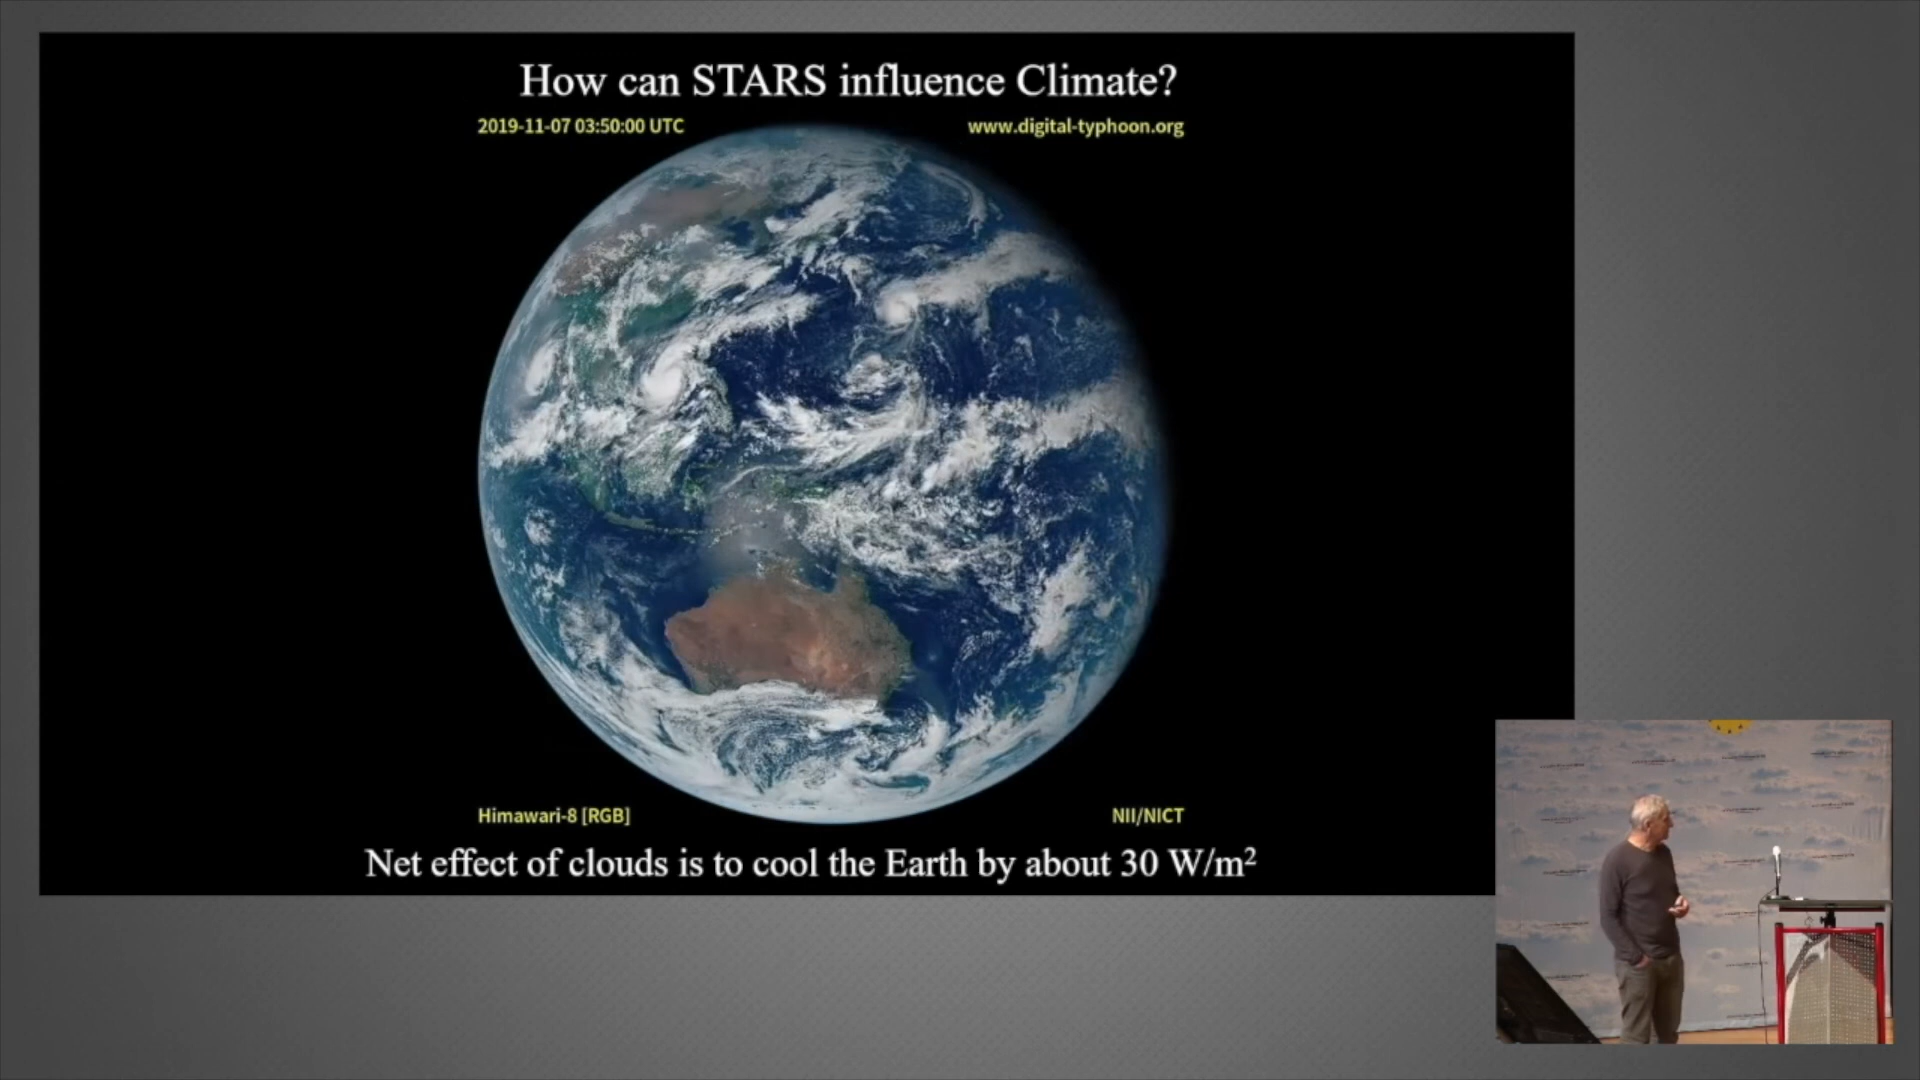 How can STARS influence Climate?
2019-11-07 03:50:00 UTC
www.digital-typhoon.org
Himawari-8 [RGB]
NII/NICT
Net effect of clouds is to cool the Earth by about 30 W/m²